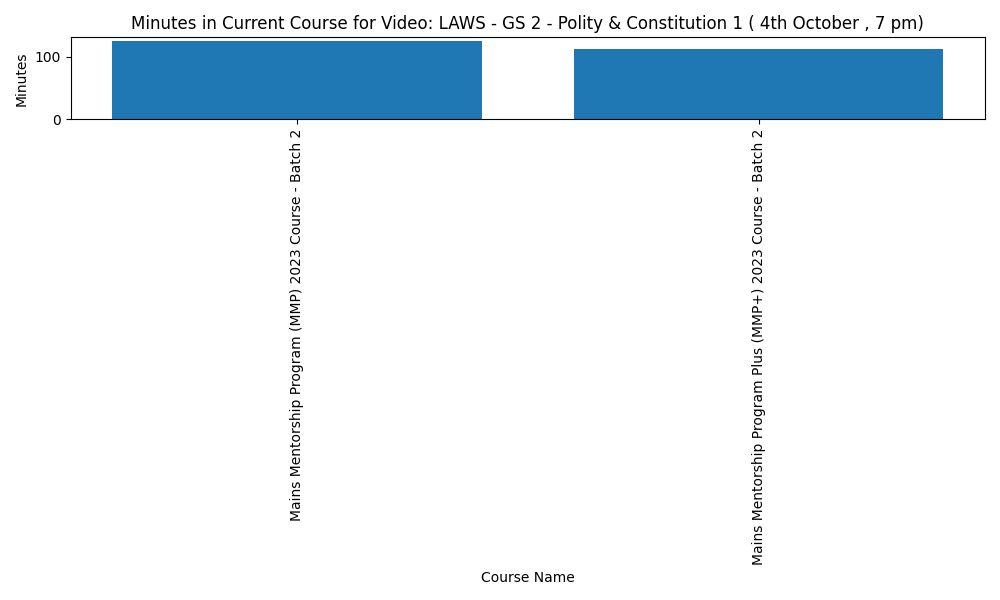 Minutes in Current Course for Video: LAWS - GS 2 - Polity & Constitution 1 ( 4th October , 7 pm)
Minutes
100
0
Mains Mentorship Program (MMP) 2023 Course - Batch 2
Mains Mentorship Program Plus (MMP+) 2023 Course - Batch 2
Course Name